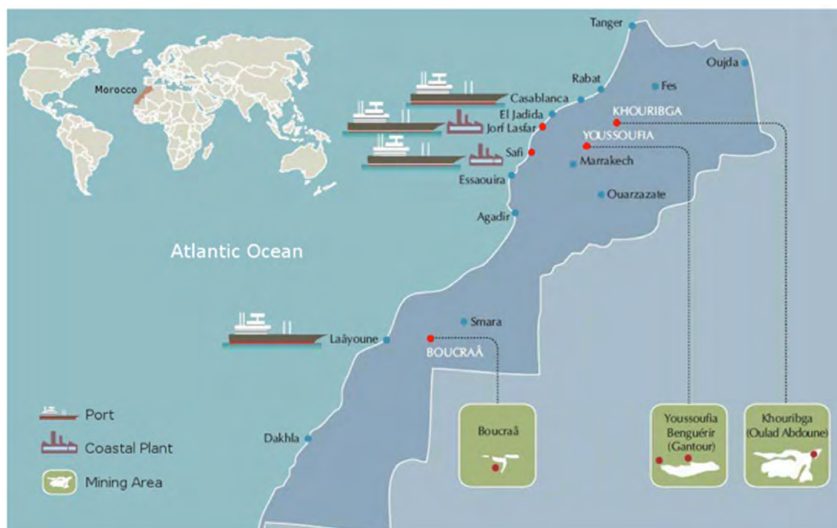 Morocco
Tanger
Oujda
Rabat
Fes
Casablanca
El Jadida
KHOURIBGA
Jorf Lasfar
YOUSSOUFIA
Safi
Marrakech
Essaouira
Ouarzazate
Agadir
Atlantic Ocean
Smara
Laâyoune
BOUCRAÂ
Port
Coastal Plant
Mining Area
Dakhla
Boucraâ
Youssoufia
Benguérir
(Gantour)
Khouribga
(Oulad Abdoune)